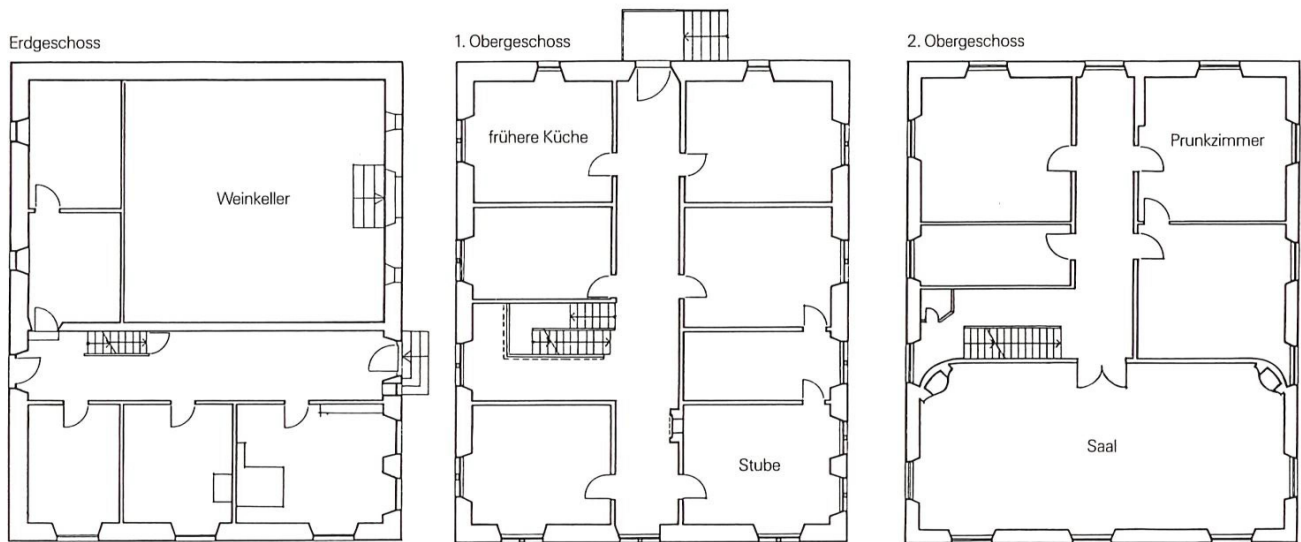 Erdgeschoss
Weinkeller
1. Obergeschoss
frühere Küche
Stube
2. Obergeschoss
Prunkzimmer
Saal